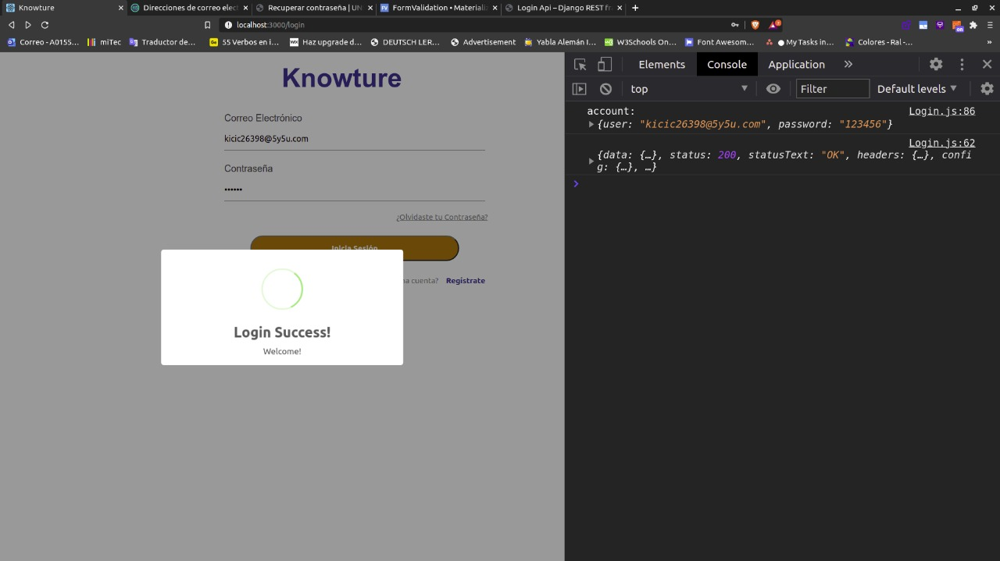 Knowture
Direcciones de correo elect
Recuperar contraseña | UN
FormValidation • Materiali
Login Api – Django REST fr
localhost:3000/login
Correo - A0155...
miTec
Traductor de...
55 Verbos en i...
Haz upgrade d...
DEUTSCH LER...
Advertisement
Yabla Alemán I...
W3Schools On...
Font Awesom...
My Tasks in...
Colores - Ral -...
»
Knowture
Correo Electrónico
kicic26398@5y5u.com
Contraseña
••••••
¿Olvidaste tu Contraseña?
Inicia Sesión
na cuenta? Regístrate
Login Success!
Welcome!
Elements Console Application »
top Filter Default levels
account: Login.js:86
{user: "kicic26398@5y5u.com", password: "123456"}
Login.js:62
{data: {…}, status: 200, statusText: "OK", headers: {…}, confi
g: {…}, …}